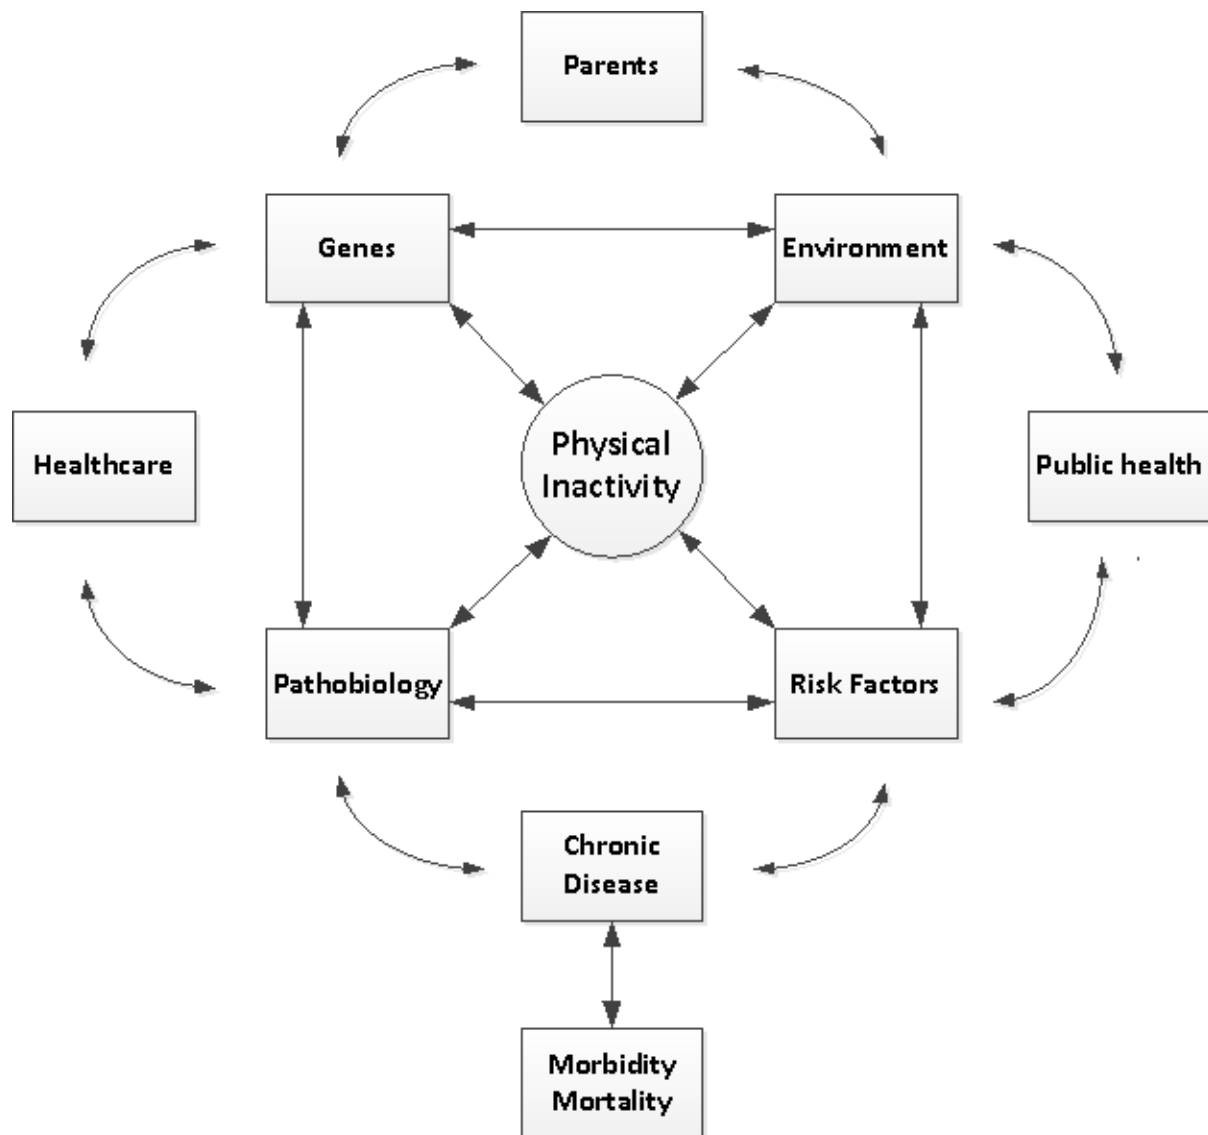 Parents
Genes
Environment
Physical
Inactivity
Healthcare
Public health
Pathobiology
Risk Factors
Chronic
Disease
Morbidity
Mortality